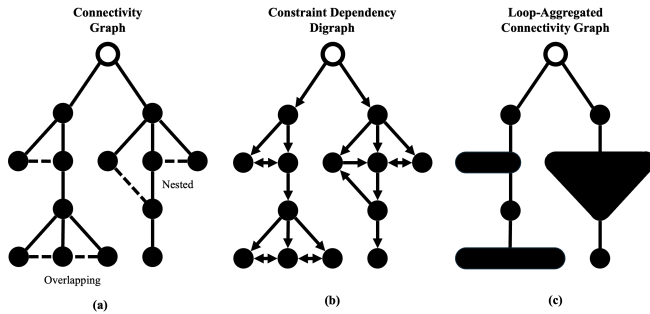 Connectivity
Graph
Constraint Dependency
Digraph
Loop-Aggregated
Connectivity Graph
Nested
Overlapping
(a)
(b)
(c)